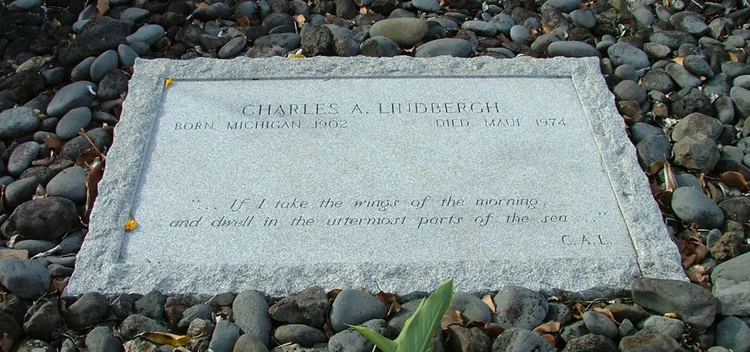 CHARLES A. LINDBERGH
BORN MICHIGAN 1902 DIED MAUI 1974
"... If I take the wings of the morning,
and dwell in the uttermost parts of the sea ..."
C.A.L.